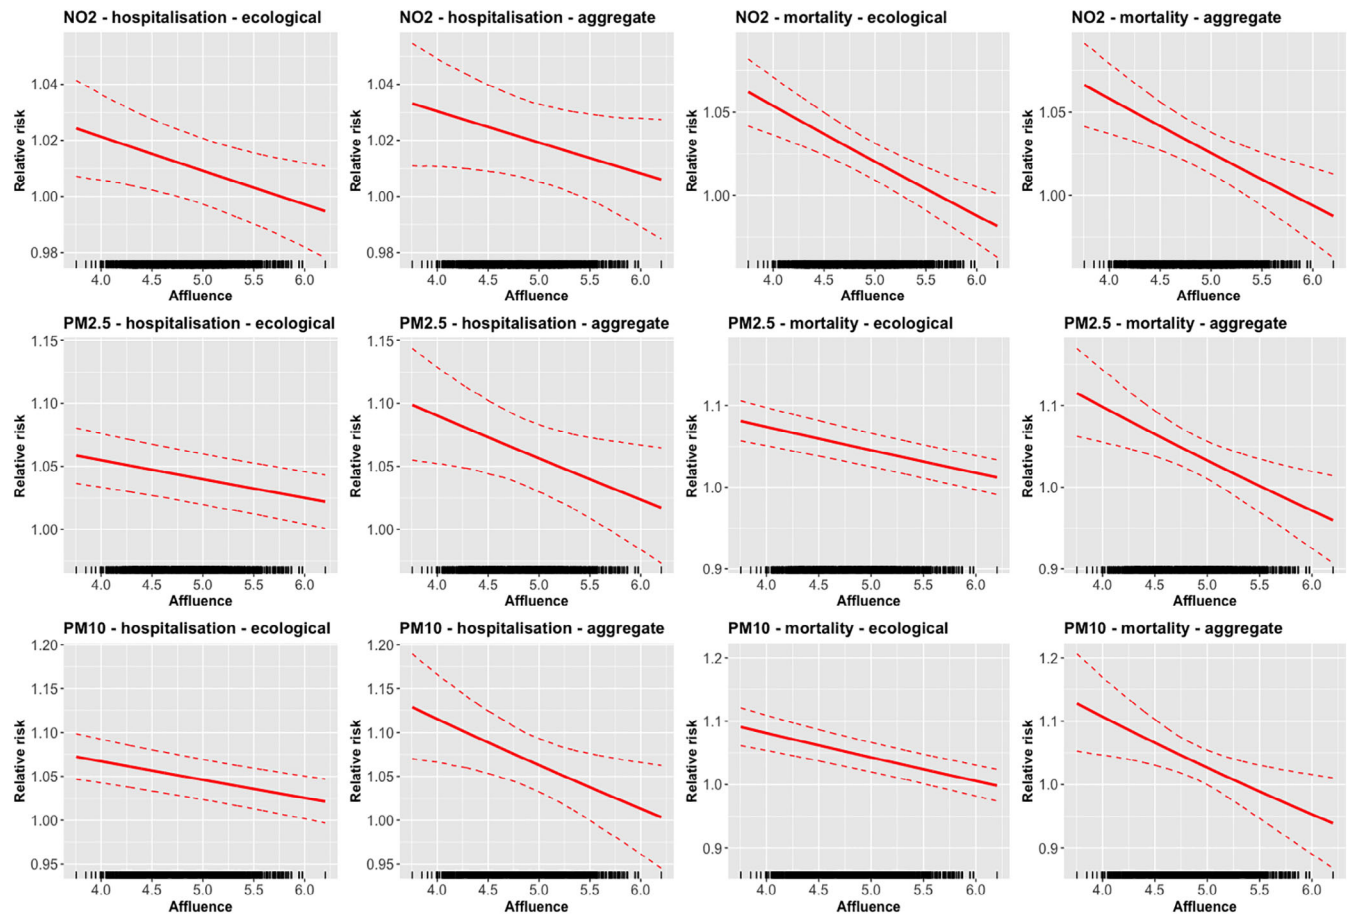 NO2 - hospitalisation - ecological
Relative risk
1.04
1.02
1.00
0.98
4.0 4.5 5.0 5.5 6.0
Affluence
NO2 - hospitalisation - aggregate
Relative risk
1.04
1.02
1.00
0.98
4.0 4.5 5.0 5.5 6.0
Affluence
NO2 - mortality - ecological
Relative risk
1.05
1.00
4.0 4.5 5.0 5.5 6.0
Affluence
NO2 - mortality - aggregate
Relative risk
1.05
1.00
4.0 4.5 5.0 5.5 6.0
Affluence
PM2.5 - hospitalisation - ecological
Relative risk
1.15
1.10
1.05
1.00
4.0 4.5 5.0 5.5 6.0
Affluence
PM2.5 - hospitalisation - aggregate
Relative risk
1.15
1.10
1.05
1.00
4.0 4.5 5.0 5.5 6.0
Affluence
PM2.5 - mortality - ecological
Relative risk
1.1
1.0
0.9
4.0 4.5 5.0 5.5 6.0
Affluence
PM2.5 - mortality - aggregate
Relative risk
1.1
1.0
0.9
4.0 4.5 5.0 5.5 6.0
Affluence
PM10 - hospitalisation - ecological
Relative risk
1.20
1.15
1.10
1.05
1.00
0.95
4.0 4.5 5.0 5.5 6.0
Affluence
PM10 - hospitalisation - aggregate
Relative risk
1.20
1.15
1.10
1.05
1.00
0.95
4.0 4.5 5.0 5.5 6.0
Affluence
PM10 - mortality - ecological
Relative risk
1.2
1.1
1.0
0.9
4.0 4.5 5.0 5.5 6.0
Affluence
PM10 - mortality - aggregate
Relative risk
1.2
1.1
1.0
0.9
4.0 4.5 5.0 5.5 6.0
Affluence